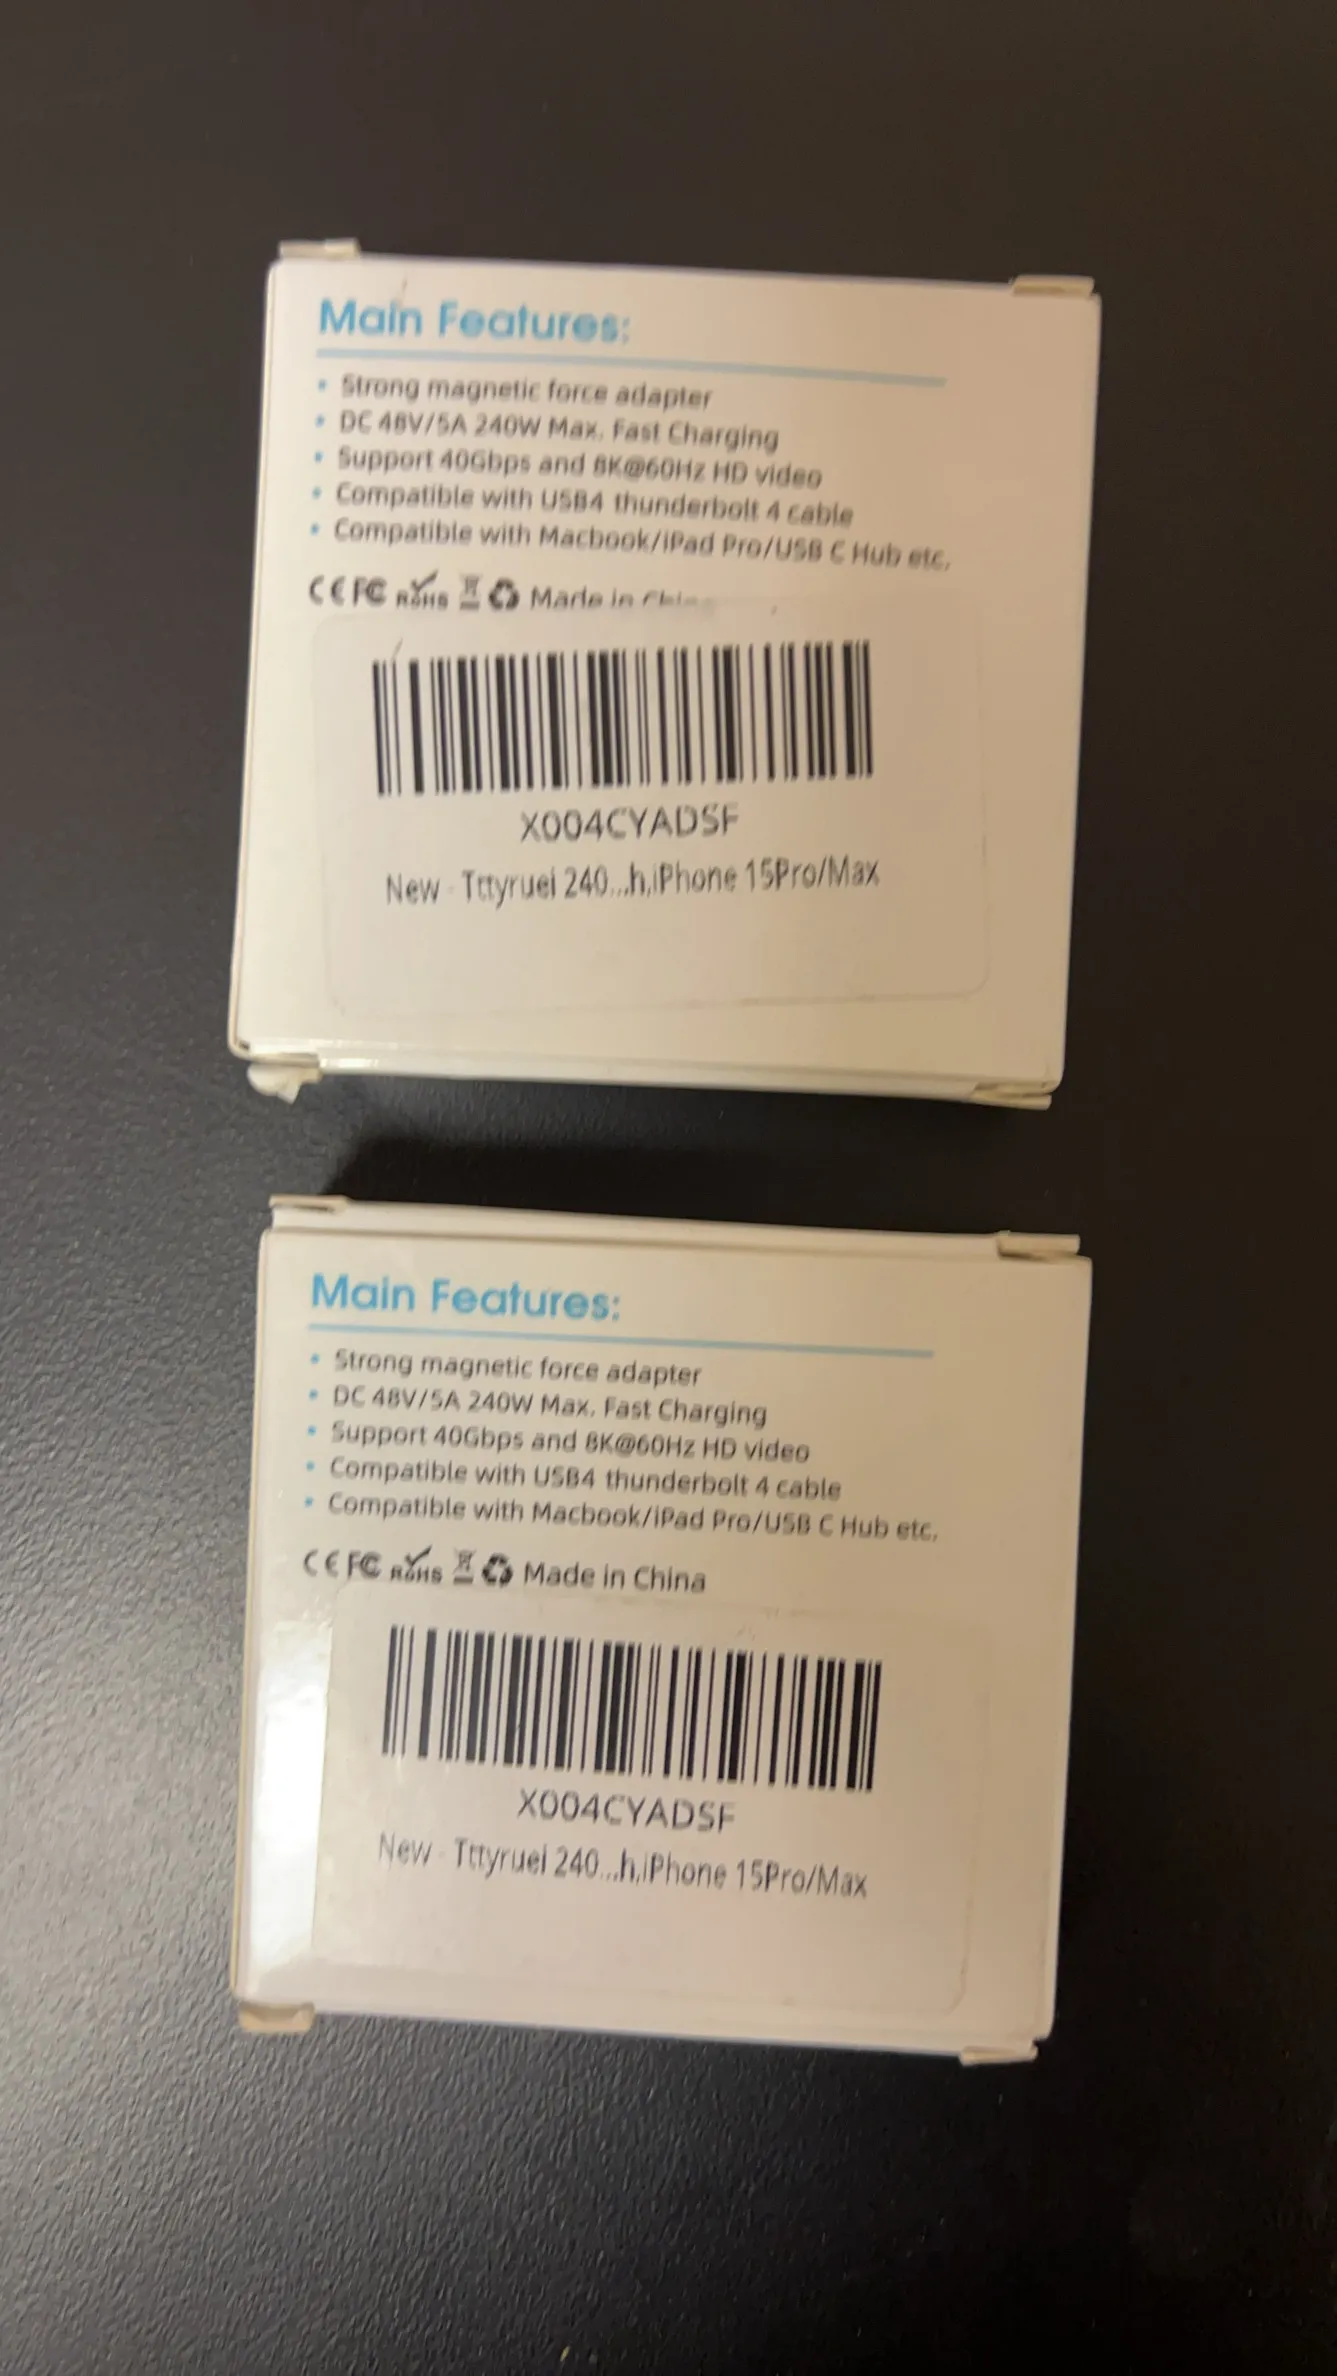 Main Features:
• Strong magnetic force adapter
• DC 48V/5A 240W Max. Fast Charging
• Support 40Gbps and 8K@60Hz HD video
• Compatible with USB4 thunderbolt 4 cable
• Compatible with Macbook/iPad Pro/USB C Hub etc.
CE FC RoHS Made in China
X004CYADSF
New - Tttyruei 240...h,iPhone 15Pro/Max
Main Features:
• Strong magnetic force adapter
• DC 48V/5A 240W Max. Fast Charging
• Support 40Gbps and 8K@60Hz HD video
• Compatible with USB4 thunderbolt 4 cable
• Compatible with Macbook/iPad Pro/USB C Hub etc.
CE FC RoHS Made in China
X004CYADSF
New - Tttyruei 240...h,iPhone 15Pro/Max